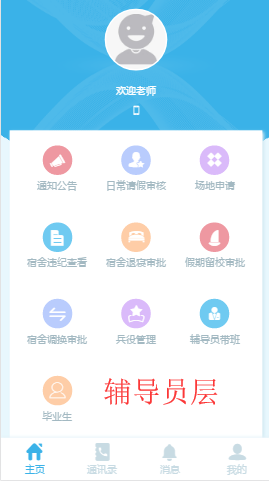 欢迎老师
通知公告 日常请假审核 场地申请
宿舍违纪查看 宿舍退寝审批 假期留校审批
宿舍调换审批 兵役管理 辅导员带班
毕业生 辅导员层
主页 通讯录 消息 我的